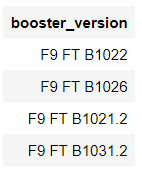 booster_version
F9 FT B1022
F9 FT B1026
F9 FT B1021.2
F9 FT B1031.2